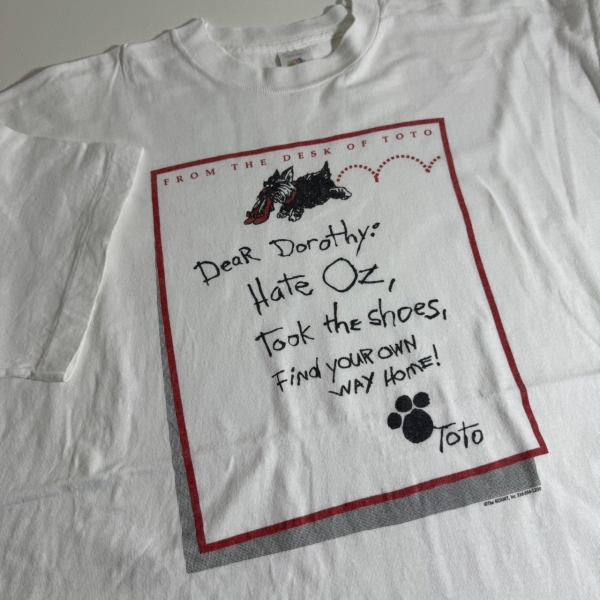 FROM THE DESK OF TOTO
DeaR Dorothy:
Hate Oz,
Took the shoes,
Find your own
way Home!
Toto